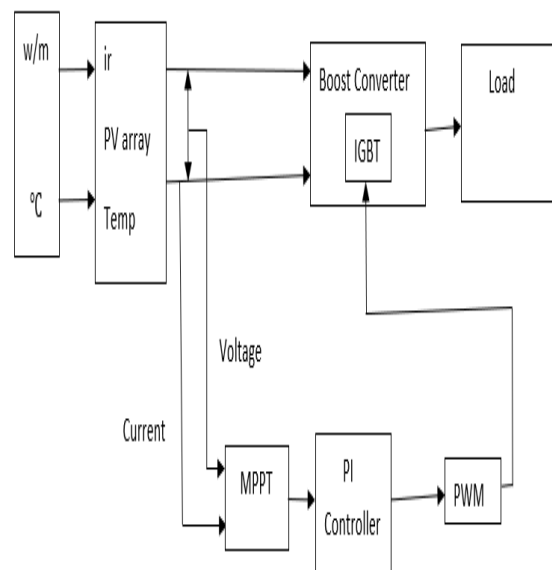 w/m
°C
ir
PV array
Temp
Boost Converter
IGBT
Load
Voltage
Current
MPPT
PI
Controller
PWM